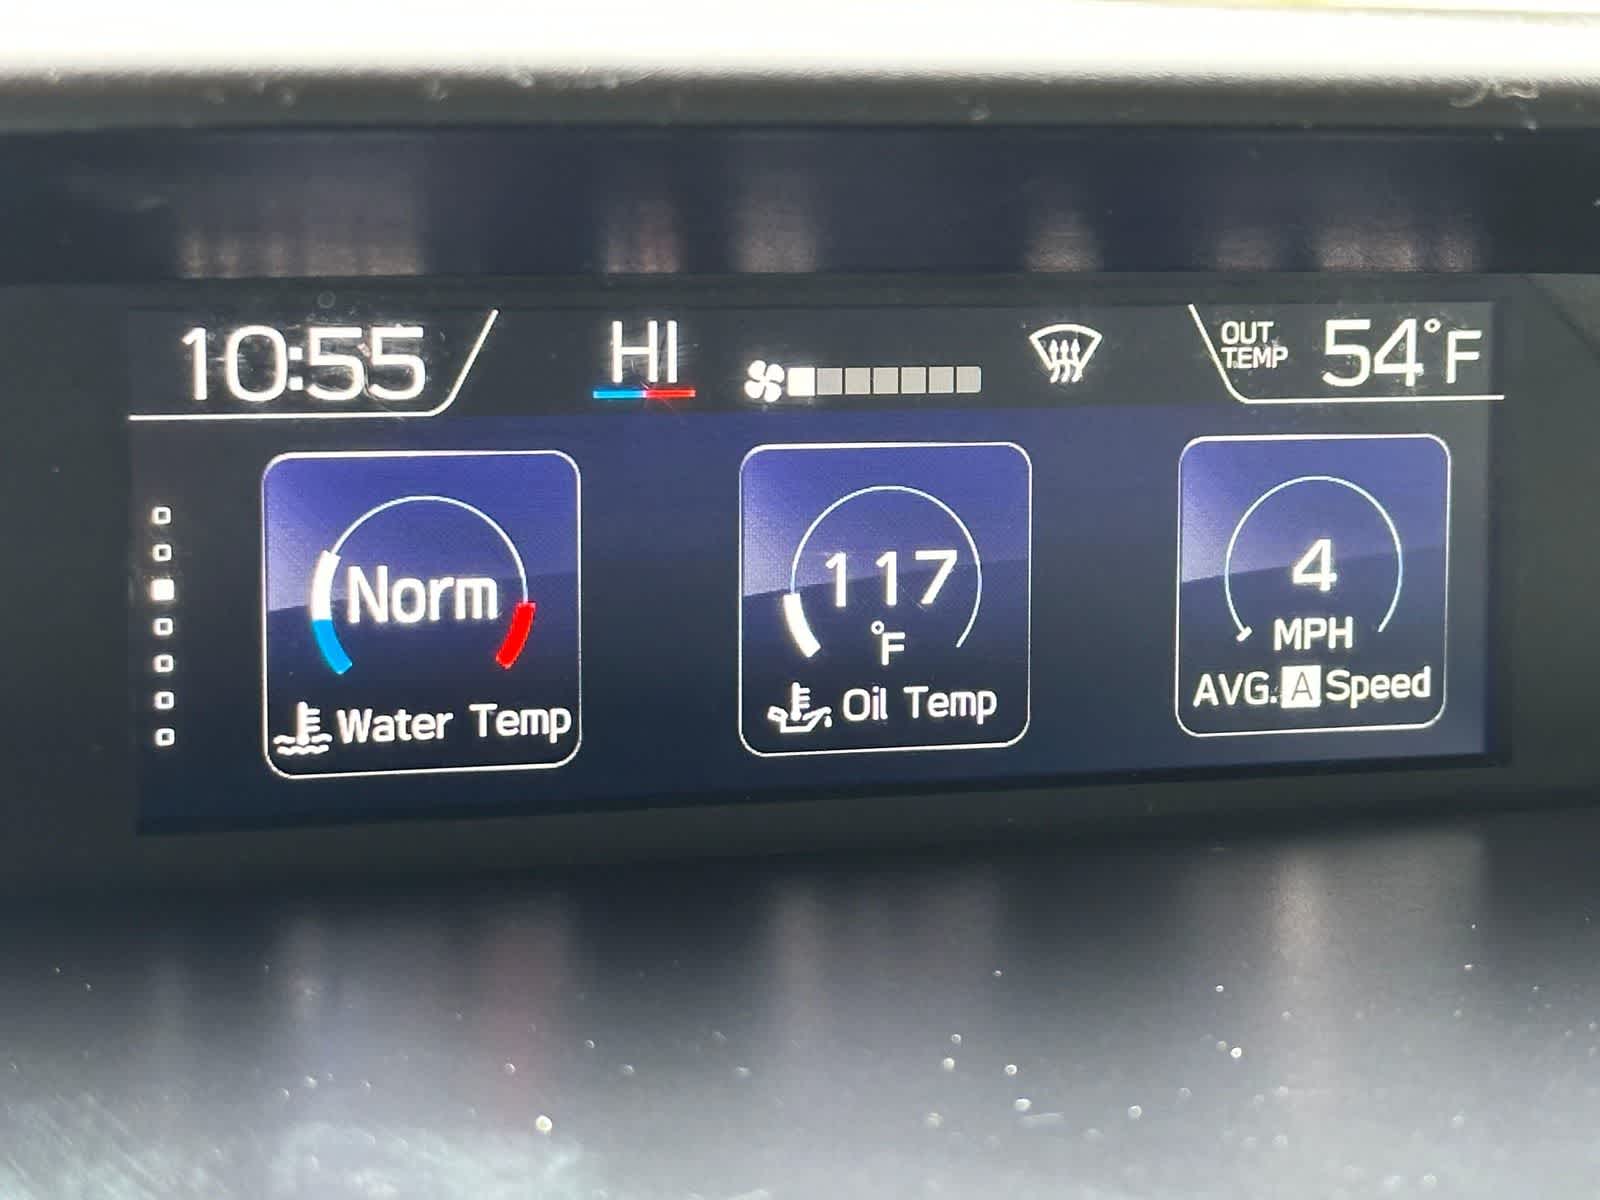 10:55
HI
OUT
TEMP
54°F
Norm
Water Temp
117
°F
Oil Temp
4
MPH
AVG. A Speed